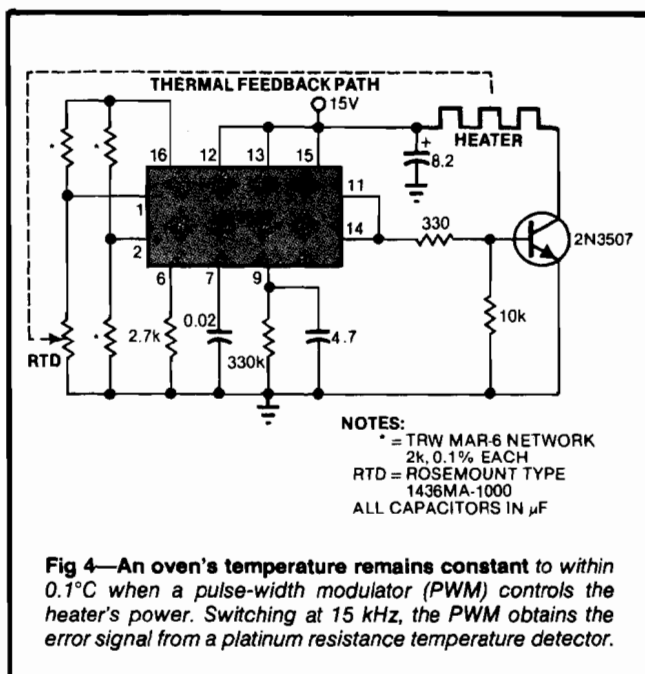 THERMAL FEEDBACK PATH
15V
HEATER
16
12
13
15
+
8.2
*
*
1
11
2
14
330
2N3507
6
7
9
RTD
*
2.7k
0.02
330k
4.7
10k
NOTES:
* = TRW MAR-6 NETWORK
2k, 0.1% EACH
RTD = ROSEMOUNT TYPE
1436MA-1000
ALL CAPACITORS IN µF
Fig 4—An oven's temperature remains constant to within
0.1°C when a pulse-width modulator (PWM) controls the
heater's power. Switching at 15 kHz, the PWM obtains the
error signal from a platinum resistance temperature detector.